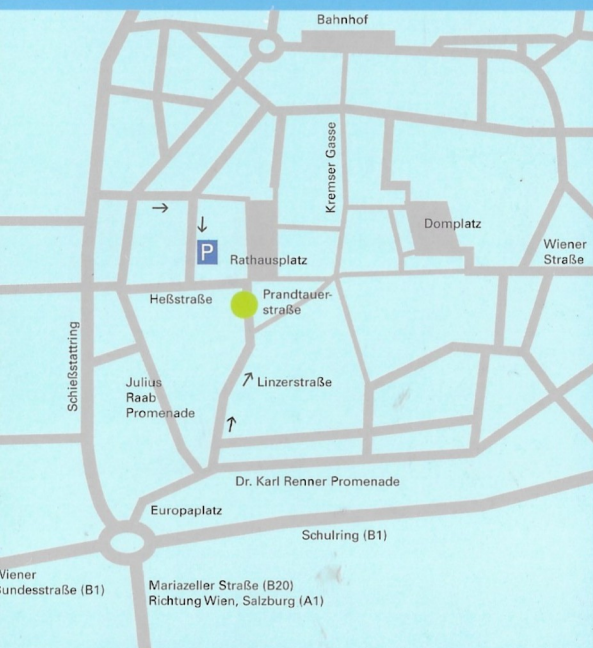 Bahnhof
Kremser Gasse
Domplatz
Wiener
Straße
P
Rathausplatz
Heßstraße
Prandtauer-
straße
Schießstattring
Julius
Raab
Promenade
Linzerstraße
Dr. Karl Renner Promenade
Europaplatz
Schulring (B1)
Wiener
Bundesstraße (B1)
Mariazeller Straße (B20)
Richtung Wien, Salzburg (A1)